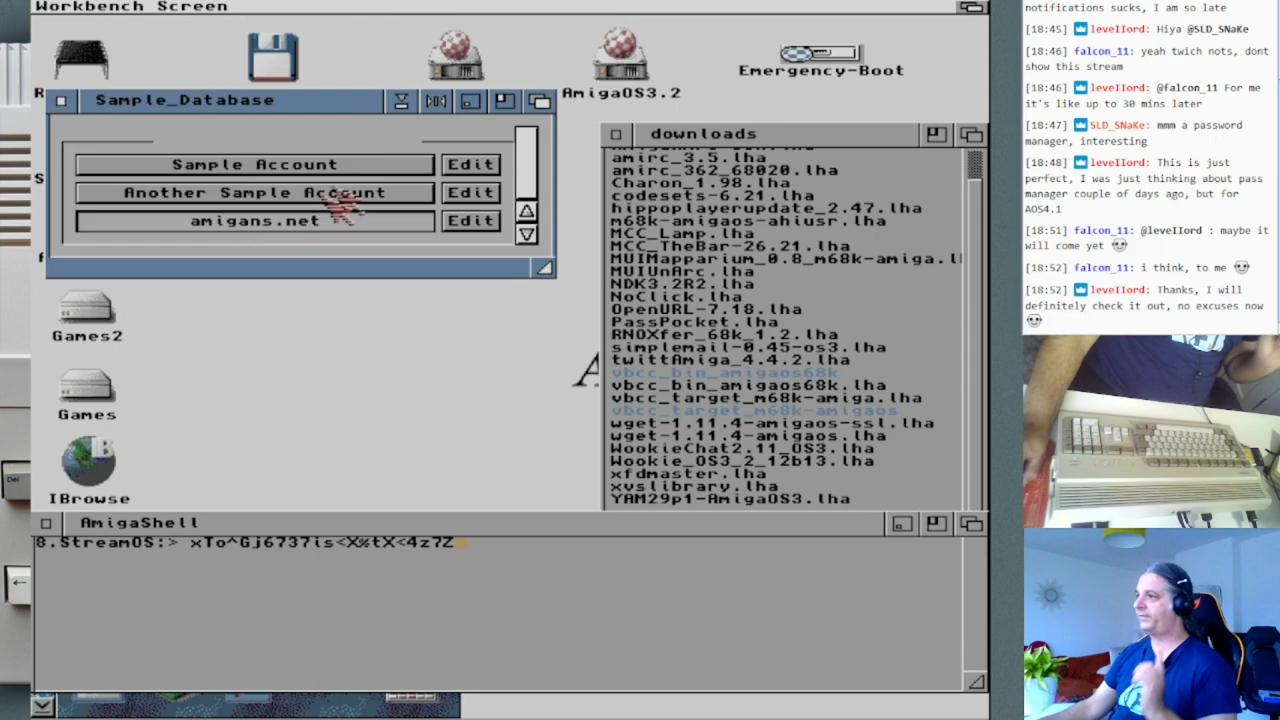 Workbench Screen
AmigaOS3.2
Emergency-Boot
Sample_Database
Sample Account
Edit
Another Sample Account
Edit
amigans.net
Edit
Games2
Games
IBrowse
downloads
amirc_3.5.lha
amirc_362_68020.lha
Charon_1.98.lha
codesets-6.21.lha
hippoplayerupdate_2.47.lha
m68k-amigaos-ahiusr.lha
MCC_Lamp.lha
MCC_TheBar-26.21.lha
MUIMapparium_0.8_m68k-amiga.l
MUIUnArc.lha
NDK3.2R2.lha
NoClick.lha
OpenURL-7.18.lha
PassPocket.lha
RNOXfer_68k_1.2.lha
simplemail-0.45-os3.lha
twittAmiga_4.4.2.lha
vbcc_bin_amigaos68k
vbcc_bin_amigaos68k.lha
vbcc_target_m68k-amiga.lha
vbcc_target_m68k-amigaos
wget-1.11.4-amigaos-ssl.lha
wget-1.11.4-amigaos.lha
WookieChat2.11_OS3.lha
Wookie_OS3_2_12b13.lha
xfdmaster.lha
xvslibrary.lha
YAM29p1-AmigaOS3.lha
AmigaShell
8.StreamOS:> xTo^Gj6737is<X%tX<4z7Z
notifications sucks, I am so late
[18:45] leveIIord: Hiya @SLD_SNaKe
[18:46] falcon_11: yeah twich nots, dont
show this stream
[18:46] leveIIord: @falcon_11 For me
it's like up to 30 mins later
[18:47] SLD_SNaKe: mmm a password
manager, interesting
[18:48] leveIIord: This is just
perfect, I was just thinking about pass
manager couple of days ago, but for
AOS4.1
[18:51] falcon_11: @leveIIord : maybe it
will come yet
[18:52] falcon_11: i think, to me
[18:52] leveIIord: Thanks, I will
definitely check it out, no excuses now
Del